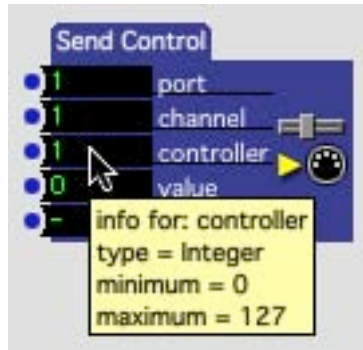 Send Control
1 port
1 channel
1 controller
0 value
-
info for: controller
type = Integer
minimum = 0
maximum = 127